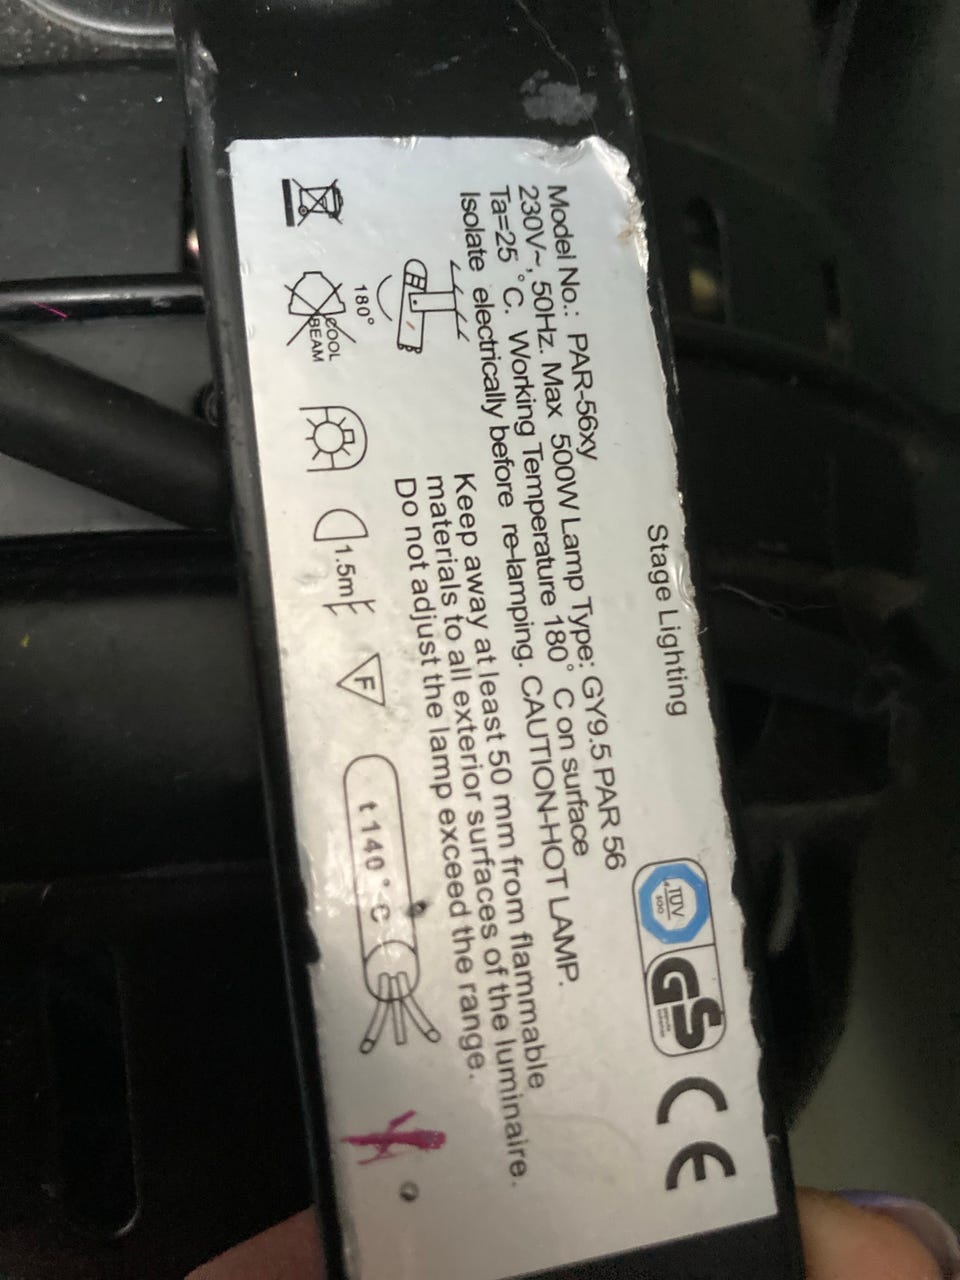 Stage Lighting
TÜV
GS
CE
Model No.: PAR-56xy
230V~, 50Hz. Max 500W Lamp Type: GY9.5 PAR 56
Ta=25 °C. Working Temperature 180° C on surface
Isolate electrically before re-lamping. CAUTION-HOT LAMP.
Keep away at least 50 mm from flammable
materials to all exterior surfaces of the luminaire.
Do not adjust the lamp exceed the range.
180°
COOL
BEAM
1.5m
F
t 140 ° C